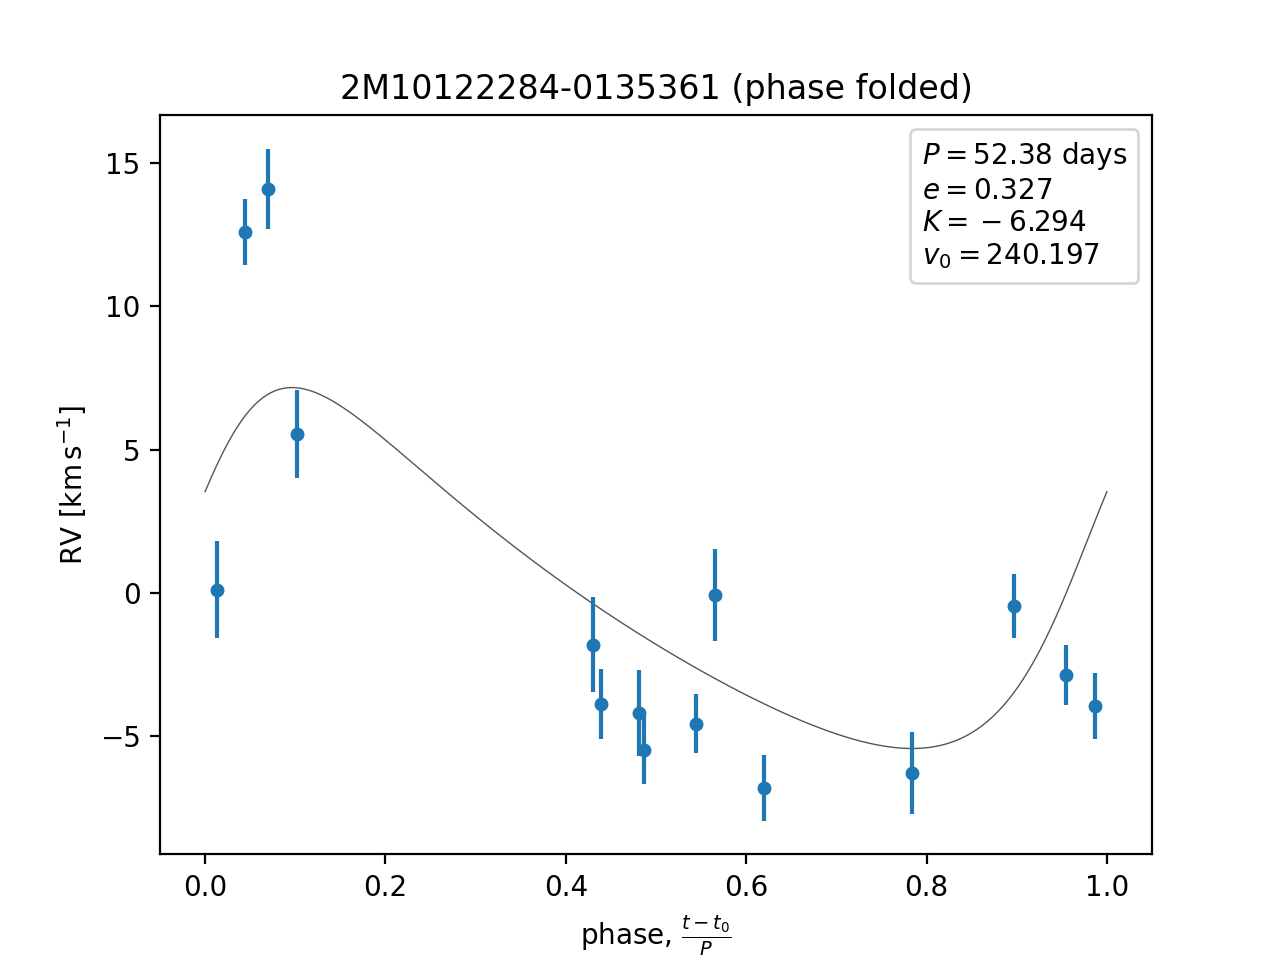 2M10122284-0135361 (phase folded)
P = 52.38 days
e = 0.327
K = −6.294
v₀ = 240.197
RV [km s⁻¹]
15
10
5
0
−5
0.0 0.2 0.4 0.6 0.8 1.0
phase, (t − t₀)/P